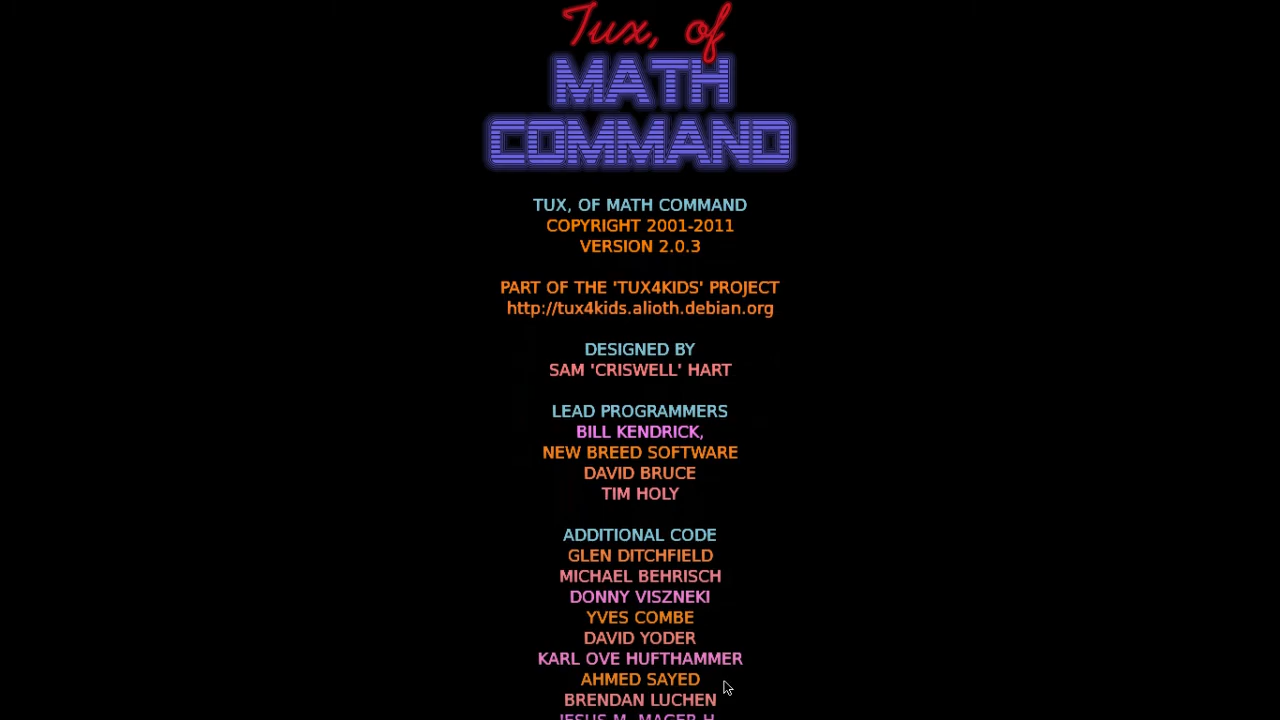 Tux, of
MATH
COMMAND
TUX, OF MATH COMMAND
COPYRIGHT 2001-2011
VERSION 2.0.3
PART OF THE 'TUX4KIDS' PROJECT
http://tux4kids.alioth.debian.org
DESIGNED BY
SAM 'CRISWELL' HART
LEAD PROGRAMMERS
BILL KENDRICK,
NEW BREED SOFTWARE
DAVID BRUCE
TIM HOLY
ADDITIONAL CODE
GLEN DITCHFIELD
MICHAEL BEHRISCH
DONNY VISZNEKI
YVES COMBE
DAVID YODER
KARL OVE HUFTHAMMER
AHMED SAYED
BRENDAN LUCHEN
JESUS M. MAGER H.